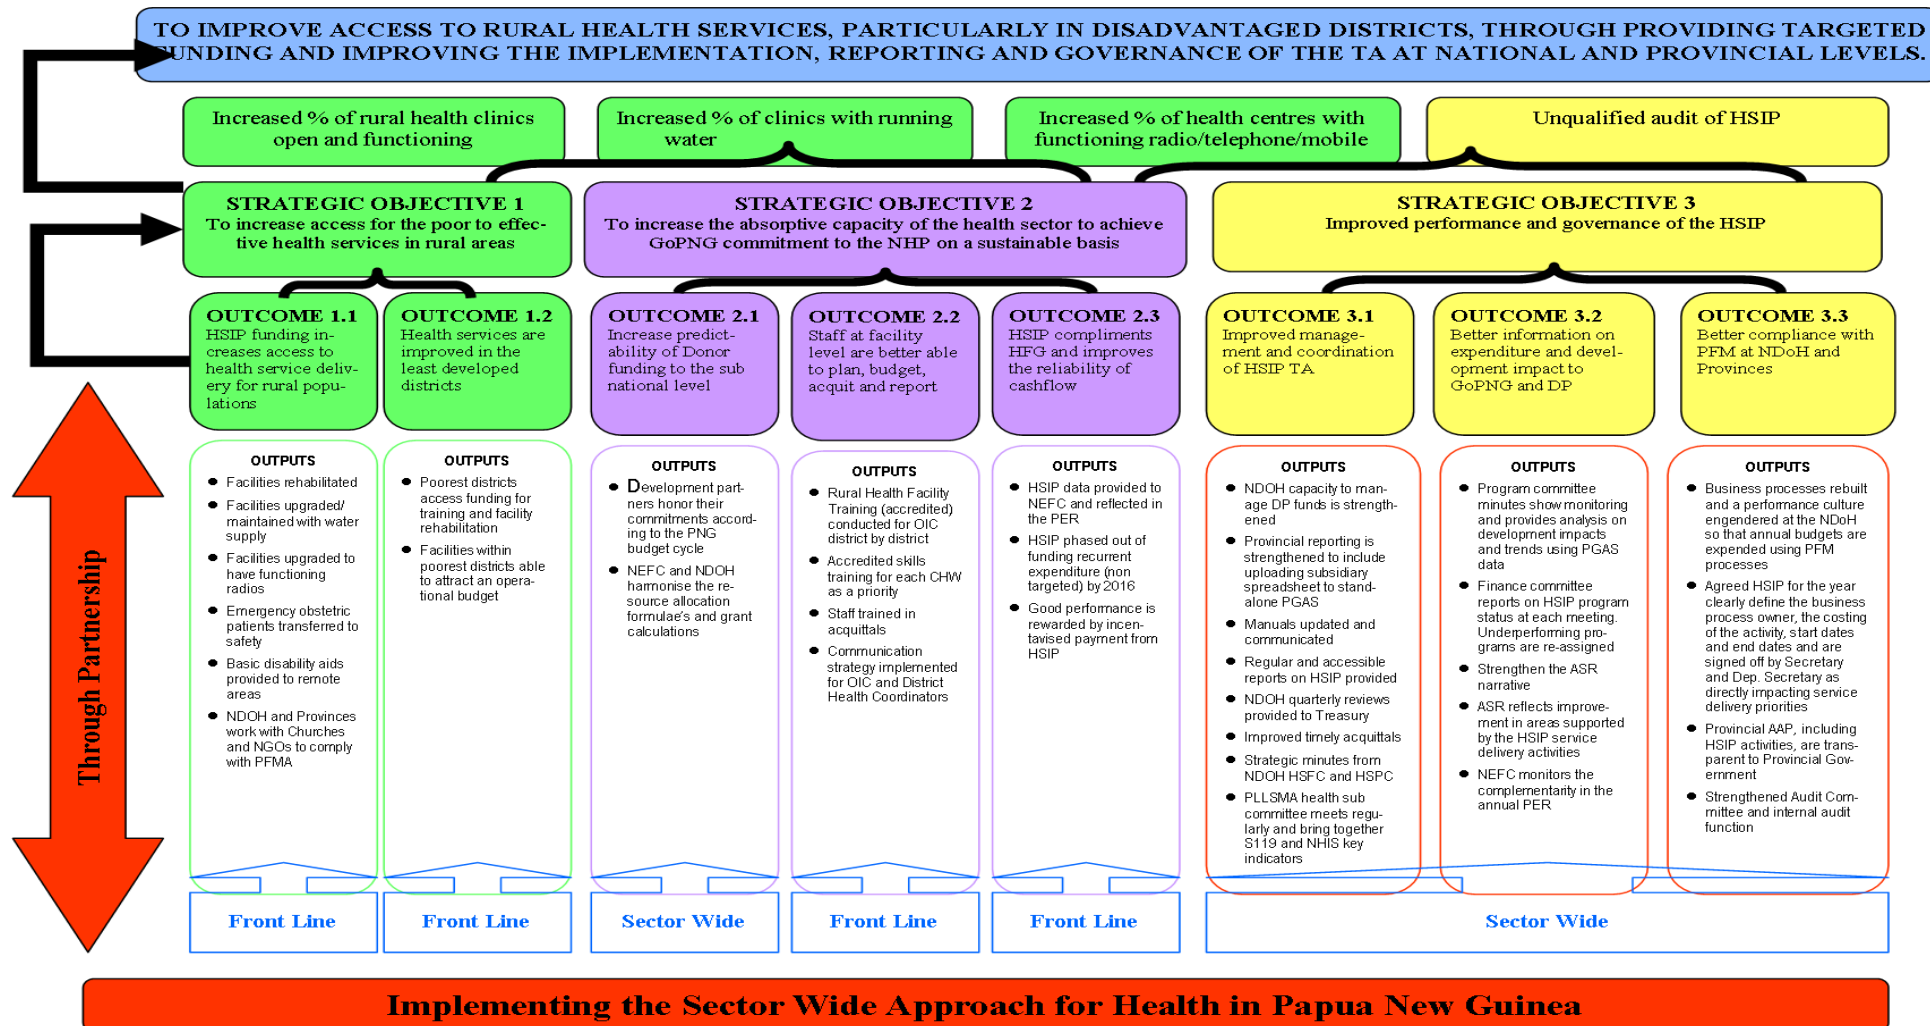 TO IMPROVE ACCESS TO RURAL HEALTH SERVICES, PARTICULARLY IN DISADVANTAGED DISTRICTS, THROUGH PROVIDING TARGETED
FUNDING AND IMPROVING THE IMPLEMENTATION, REPORTING AND GOVERNANCE OF THE TA AT NATIONAL AND PROVINCIAL LEVELS.
Increased % of rural health clinics
open and functioning
Increased % of clinics with running
water
Increased % of health centres with
functioning radio/telephone/mobile
Unqualified audit of HSIP
STRATEGIC OBJECTIVE 1
To increase access for the poor to effec-
tive health services in rural areas
STRATEGIC OBJECTIVE 2
To increase the absorptive capacity of the health sector to achieve
GoPNG commitment to the NHP on a sustainable basis
STRATEGIC OBJECTIVE 3
Improved performance and governance of the HSIP
OUTCOME 1.1
HSIP funding in-
creases access to
health service deliv-
ery for rural popu-
lations
OUTCOME 1.2
Health services are
improved in the
least developed
districts
OUTCOME 2.1
Increase predict-
ability of Donor
funding to the sub
national level
OUTCOME 2.2
Staff at facility
level are better able
to plan, budget,
acquit and report
OUTCOME 2.3
HSIP compliments
HFG and improves
the reliability of
cashflow
OUTCOME 3.1
Improved manage-
ment and coordination
of HSIP TA
OUTCOME 3.2
Better information on
expenditure and devel-
opment impact to
GoPNG and DP
OUTCOME 3.3
Better compliance with
PFM at NDoH and
Provinces
Through Partnership
OUTPUTS
● Facilities rehabilitated
● Facilities upgraded/
maintained with water
supply
● Facilities upgraded to
have functioning
radios
● Emergency obstetric
patients transferred to
safety
● Basic disability aids
provided to remote
areas
● NDOH and Provinces
work with Churches
and NGOs to comply
with PFMA
OUTPUTS
● Poorest districts
access funding for
training and facility
rehabilitation
● Facilities within
poorest districts able
to attract an opera-
tional budget
OUTPUTS
● Development part-
ners honor their
commitments accord-
ing to the PNG
budget cycle
● NEFC and NDOH
harmonise the re-
source allocation
formulae's and grant
calculations
OUTPUTS
● Rural Health Facility
Training (accredited)
conducted for OIC
district by district
● Accredited skills
training for each CHW
as a priority
● Staff trained in
acquittals
● Communication
strategy implemented
for OIC and District
Health Coordinators
OUTPUTS
● HSIP data provided to
NEFC and reflected in
the PER
● HSIP phased out of
funding recurrent
expenditure (non
targeted) by 2016
● Good performance is
rewarded by incen-
tavised payment from
HSIP
OUTPUTS
● NDOH capacity to man-
age DP funds is strength-
ened
● Provincial reporting is
strengthened to include
uploading subsidiary
spreadsheet to stand-
alone PGAS
● Manuals updated and
communicated
● Regular and accessible
reports on HSIP provided
● NDOH quarterly reviews
provided to Treasury
● Improved timely acquittals
● Strategic minutes from
NDOH HSFC and HSPC
● PLLSMA health sub
committee meets regu-
larly and bring together
S119 and NHIS key
indicators
OUTPUTS
● Program committee
minutes show monitoring
and provides analysis on
development impacts
and trends using PGAS
data
● Finance committee
reports on HSIP program
status at each meeting.
Underperforming pro-
grams are re-assigned
● Strengthen the ASR
narrative
● ASR reflects improve-
ment in areas supported
by the HSIP service
delivery activities
● NEFC monitors the
complementarity in the
annual PER
OUTPUTS
● Business processes rebuilt
and a performance culture
engendered at the NDoH
so that annual budgets are
expended using PFM
processes
● Agreed HSIP for the year
clearly define the business
process owner, the costing
of the activity, start dates
and end dates and are
signed off by Secretary
and Dep. Secretary as
directly impacting service
delivery priorities
● Provincial AAP, including
HSIP activities, are trans-
parent to Provincial Gov-
ernment
● Strengthened Audit Com-
mittee and internal audit
function
Front Line
Front Line
Sector Wide
Front Line
Front Line
Sector Wide
Implementing the Sector Wide Approach for Health in Papua New Guinea